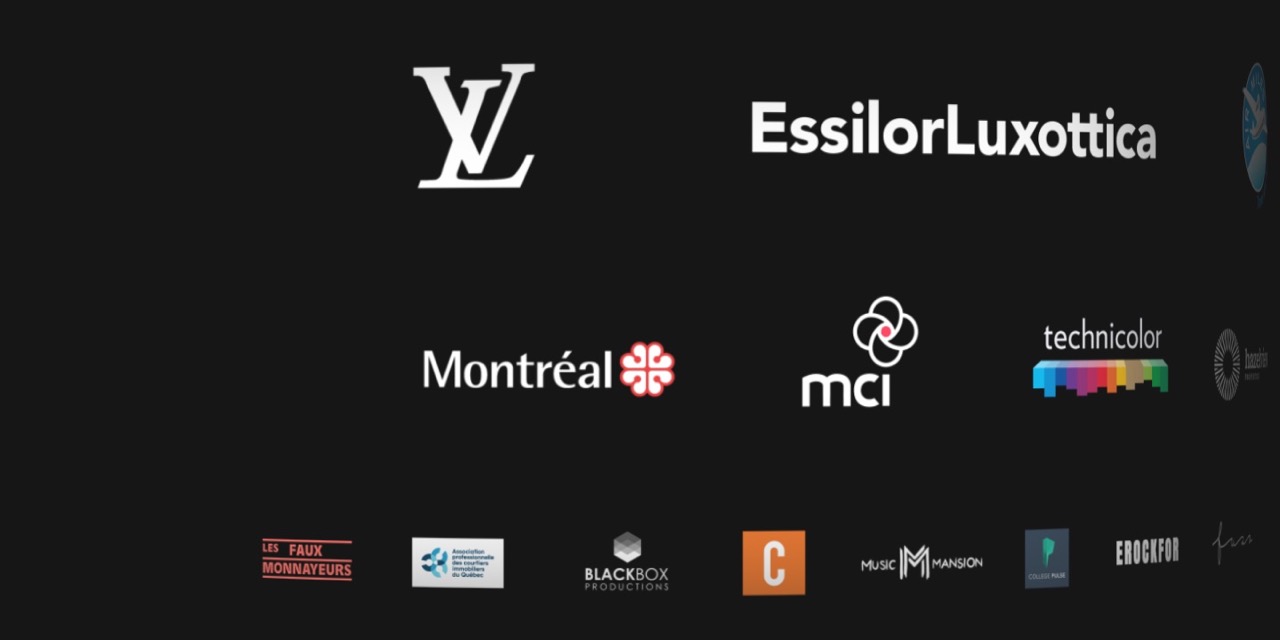 LV
EssilorLuxottica
Montréal
mci
technicolor
LES FAUX
MONNAYEURS
Association
professionnelle
des courtiers
immobiliers
du Québec
BLACKBOX
PRODUCTIONS
C
MUSIC M MANSION
COLLEGE PULSE
EROCKFOR